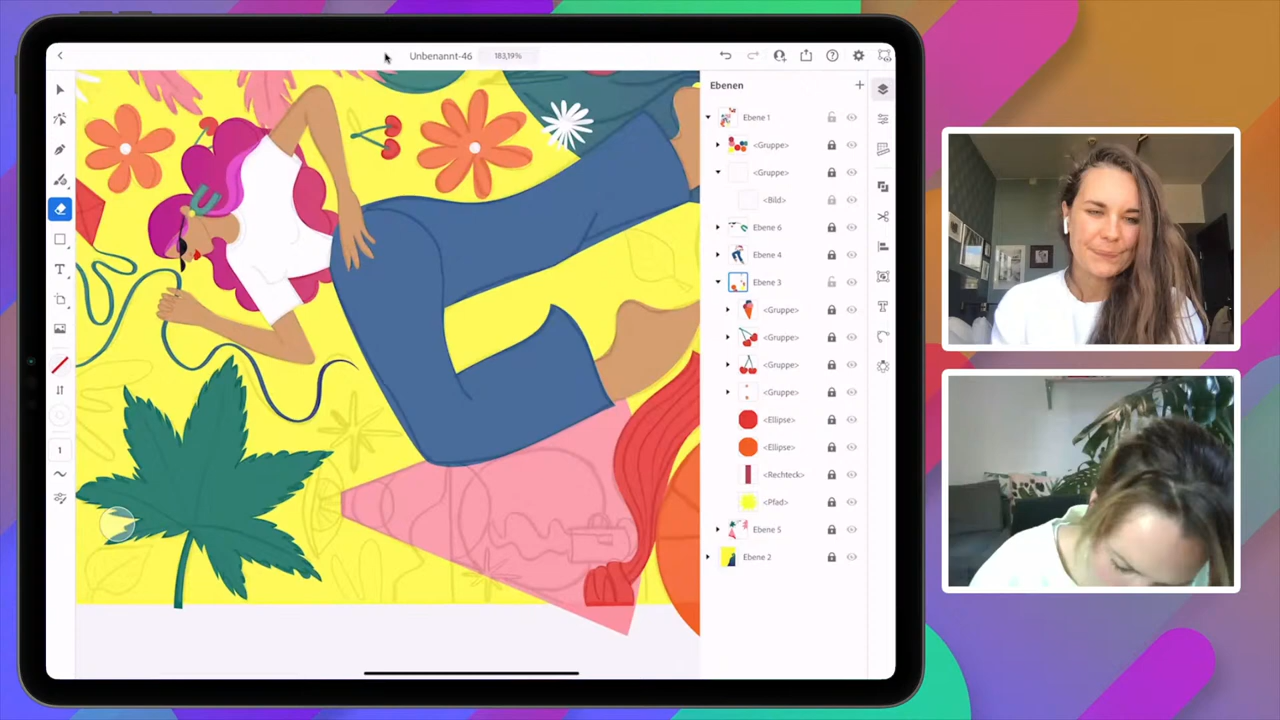 Unbenannt-46
183,19%
Ebenen
Ebene 1
<Gruppe>
<Gruppe>
<Bild>
Ebene 6
Ebene 4
Ebene 3
<Gruppe>
<Gruppe>
<Gruppe>
<Gruppe>
<Ellipse>
<Ellipse>
<Rechteck>
<Pfad>
Ebene 5
Ebene 2
T
1